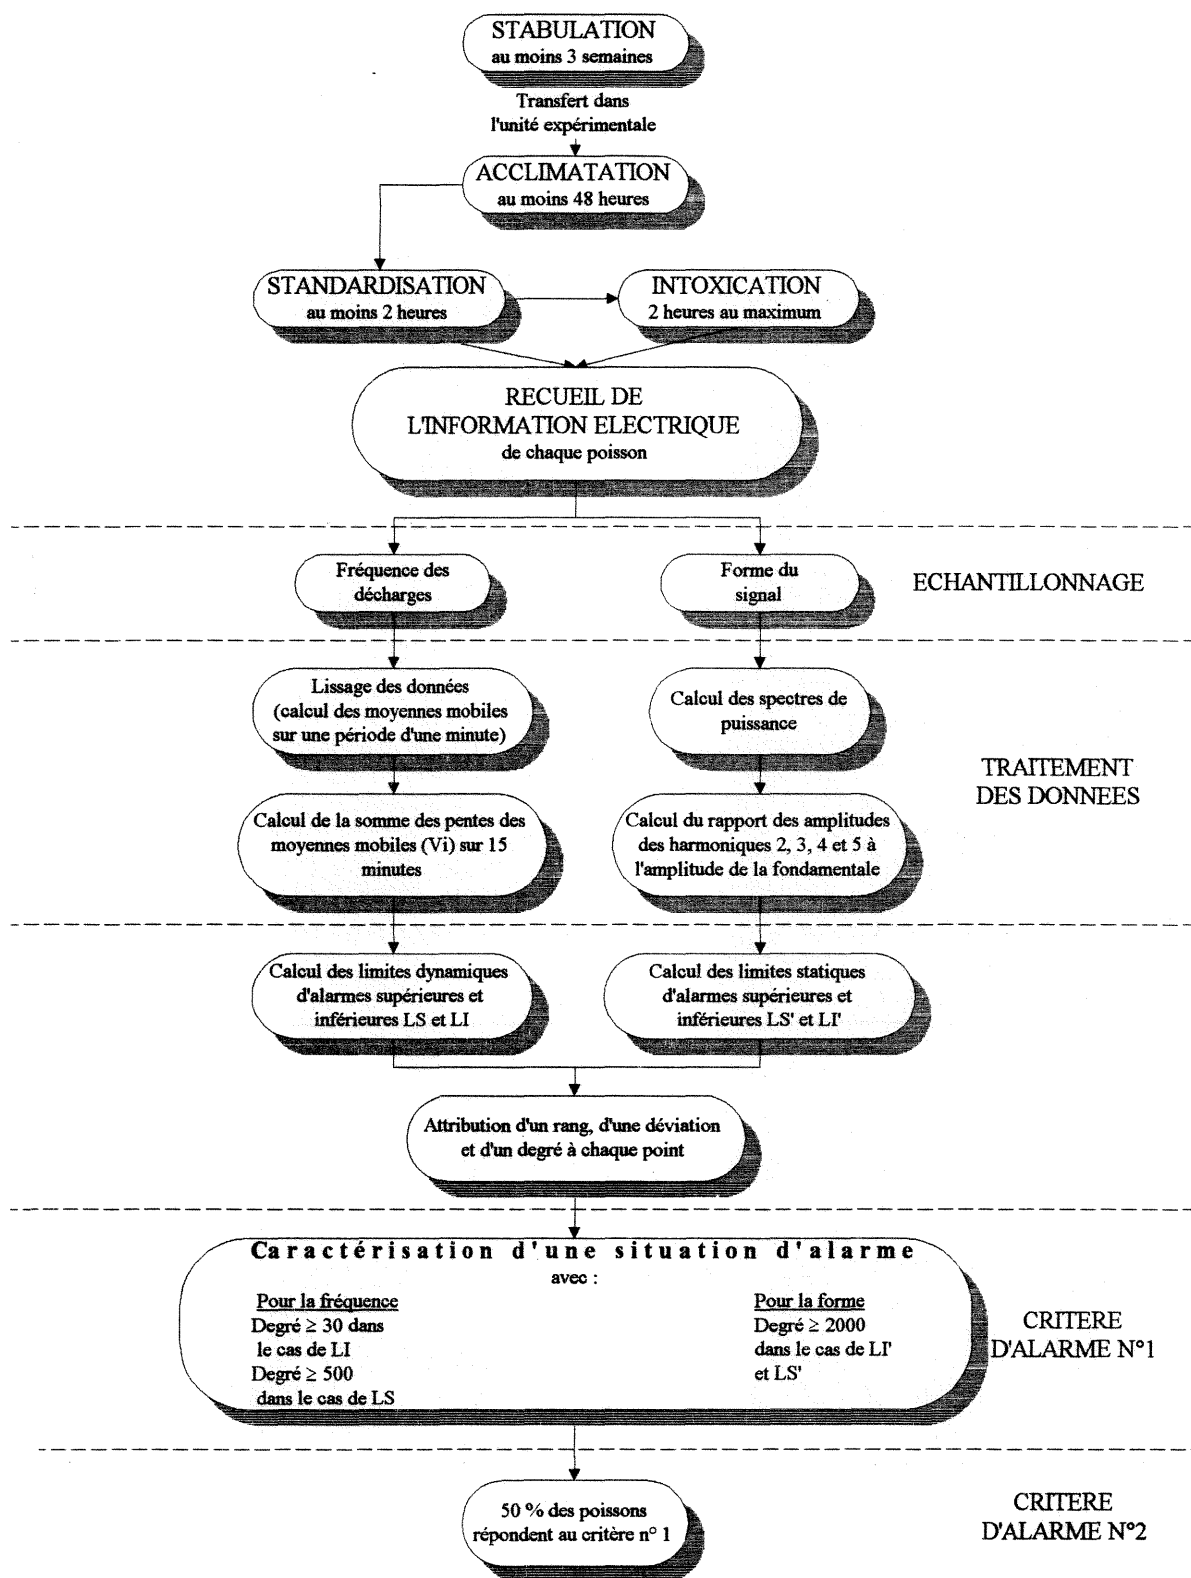 STABULATION
au moins 3 semaines
Transfert dans
l'unité expérimentale
ACCLIMATATION
au moins 48 heures
STANDARDISATION
au moins 2 heures
INTOXICATION
2 heures au maximum
RECUEIL DE
L'INFORMATION ELECTRIQUE
de chaque poisson
Fréquence des
décharges
Forme du
signal
ECHANTILLONNAGE
Lissage des données
(calcul des moyennes mobiles
sur une période d'une minute)
Calcul des spectres de
puissance
TRAITEMENT
DES DONNEES
Calcul de la somme des pentes des
moyennes mobiles (Vi) sur 15
minutes
Calcul du rapport des amplitudes
des harmoniques 2, 3, 4 et 5 à
l'amplitude de la fondamentale
Calcul des limites dynamiques
d'alarmes supérieures et
inférieures LS et LI
Calcul des limites statiques
d'alarmes supérieures et
inférieures LS' et LI'
Attribution d'un rang, d'une déviation
et d'un degré à chaque point
Caractérisation d'une situation d'alarme
avec :
Pour la fréquence
Degré ≥ 30 dans
le cas de LI
Degré ≥ 500
dans le cas de LS
Pour la forme
Degré ≥ 2000
dans le cas de LI'
et LS'
CRITERE
D'ALARME N°1
50 % des poissons
répondent au critère n° 1
CRITERE
D'ALARME N°2